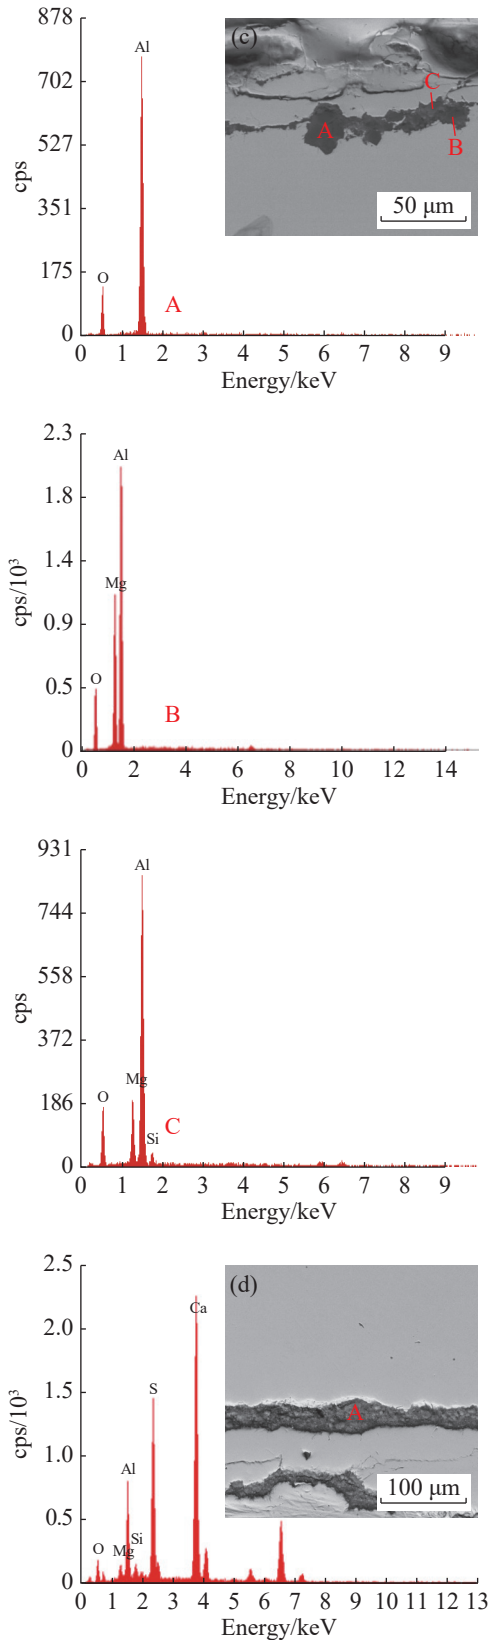 878
702
527
351
175
0
cps
Al
O
A
0 1 2 3 4 5 6 7 8 9
Energy/keV
(c)
C
A
B
50 μm
2.3
1.8
1.4
0.9
0.5
0
cps/10³
Al
Mg
O
B
0 2 4 6 8 10 12 14
Energy/keV
931
744
558
372
186
0
cps
Al
Mg
O
Si
C
0 1 2 3 4 5 6 7 8 9
Energy/keV
2.5
2.0
1.5
1.0
0.5
0
cps/10³
Ca
S
Al
Si
O
Mg
0 1 2 3 4 5 6 7 8 9 10 11 12 13
Energy/keV
(d)
A
100 μm